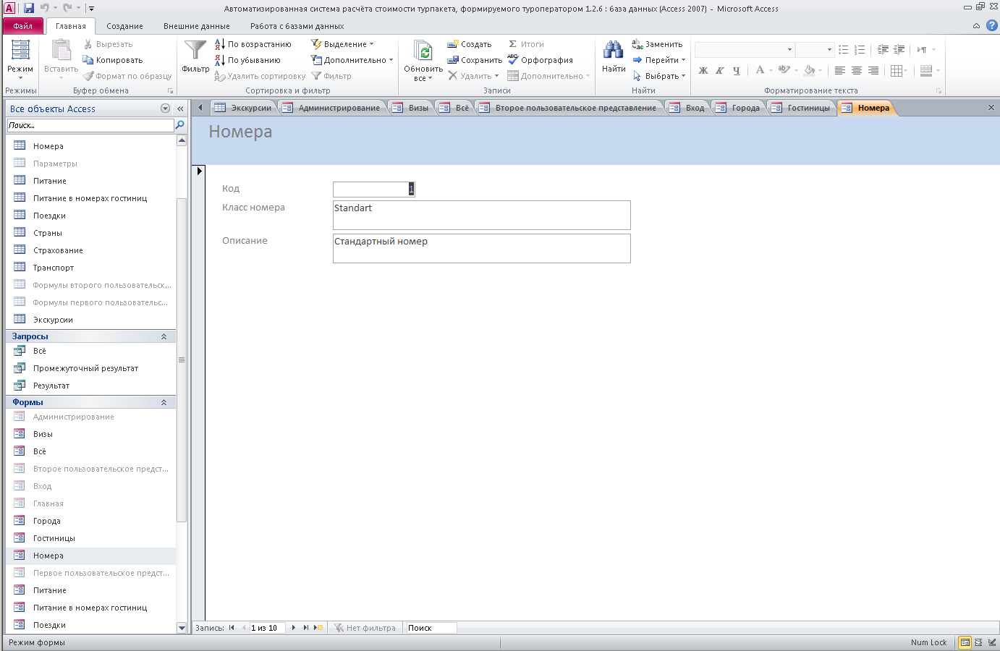 Автоматизированная система расчёта стоимости турпакета, формируемого туроператором 1.2.6 : база данных (Access 2007) - Microsoft Access
Файл Главная Создание Внешние данные Работа с базами данных
Режим
Режимы
Вставить
Вырезать
Копировать
Формат по образцу
Буфер обмена
Фильтр
По возрастанию
По убыванию
Удалить сортировку
Выделение
Дополнительно
Фильтр
Сортировка и фильтр
Обновить
все
Создать
Сохранить
Удалить
Итоги
Орфография
Дополнительно
Записи
Найти
Заменить
Перейти
Выбрать
Найти
Ж К Ч
Форматирование текста
Все объекты Access
Поиск...
Номера
Параметры
Питание
Питание в номерах гостиниц
Поездки
Страны
Страхование
Транспорт
Формулы второго пользовательск...
Формулы первого пользовательс...
Экскурсии
Запросы
Всё
Промежуточный результат
Результат
Формы
Администрирование
Визы
Всё
Второе пользовательское предст...
Вход
Главная
Города
Гостиницы
Номера
Первое пользовательское предст...
Питание
Питание в номерах гостиниц
Поездки
Экскурсии Администрирование Визы Всё Второе пользовательское представление Вход Города Гостиницы Номера
Номера
Код 1
Класс номера Standart
Описание Стандартный номер
Запись: 1 из 10 Нет фильтра Поиск
Режим формы Num Lock